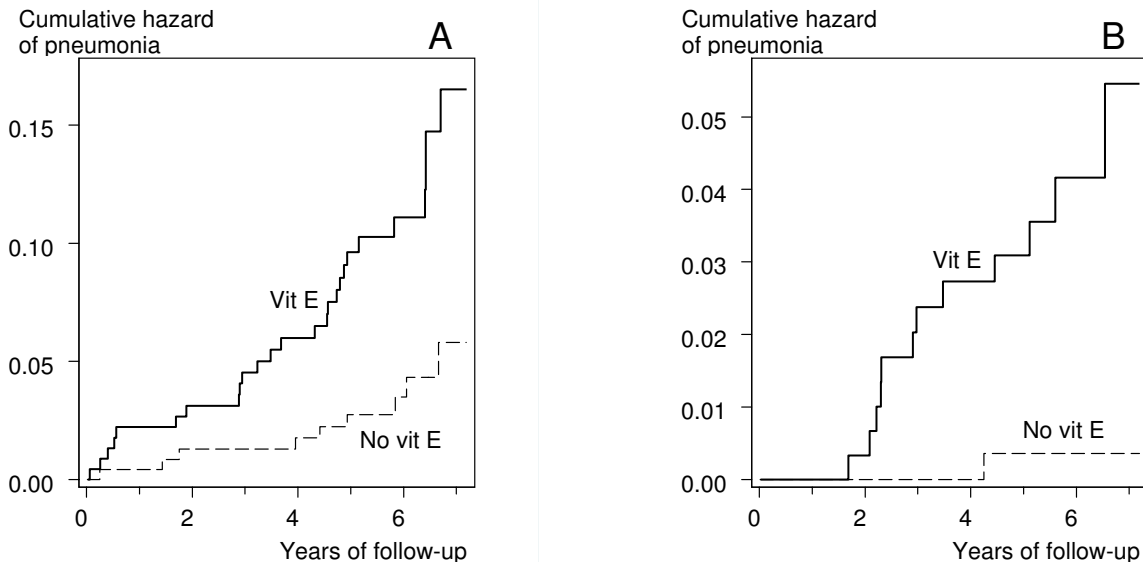 Cumulative hazard
of pneumonia
A
0.15
0.10
0.05
0.00
Vit E
No vit E
0 2 4 6
Years of follow-up
Cumulative hazard
of pneumonia
B
0.05
0.04
0.03
0.02
0.01
0.00
Vit E
No vit E
0 2 4 6
Years of follow-up